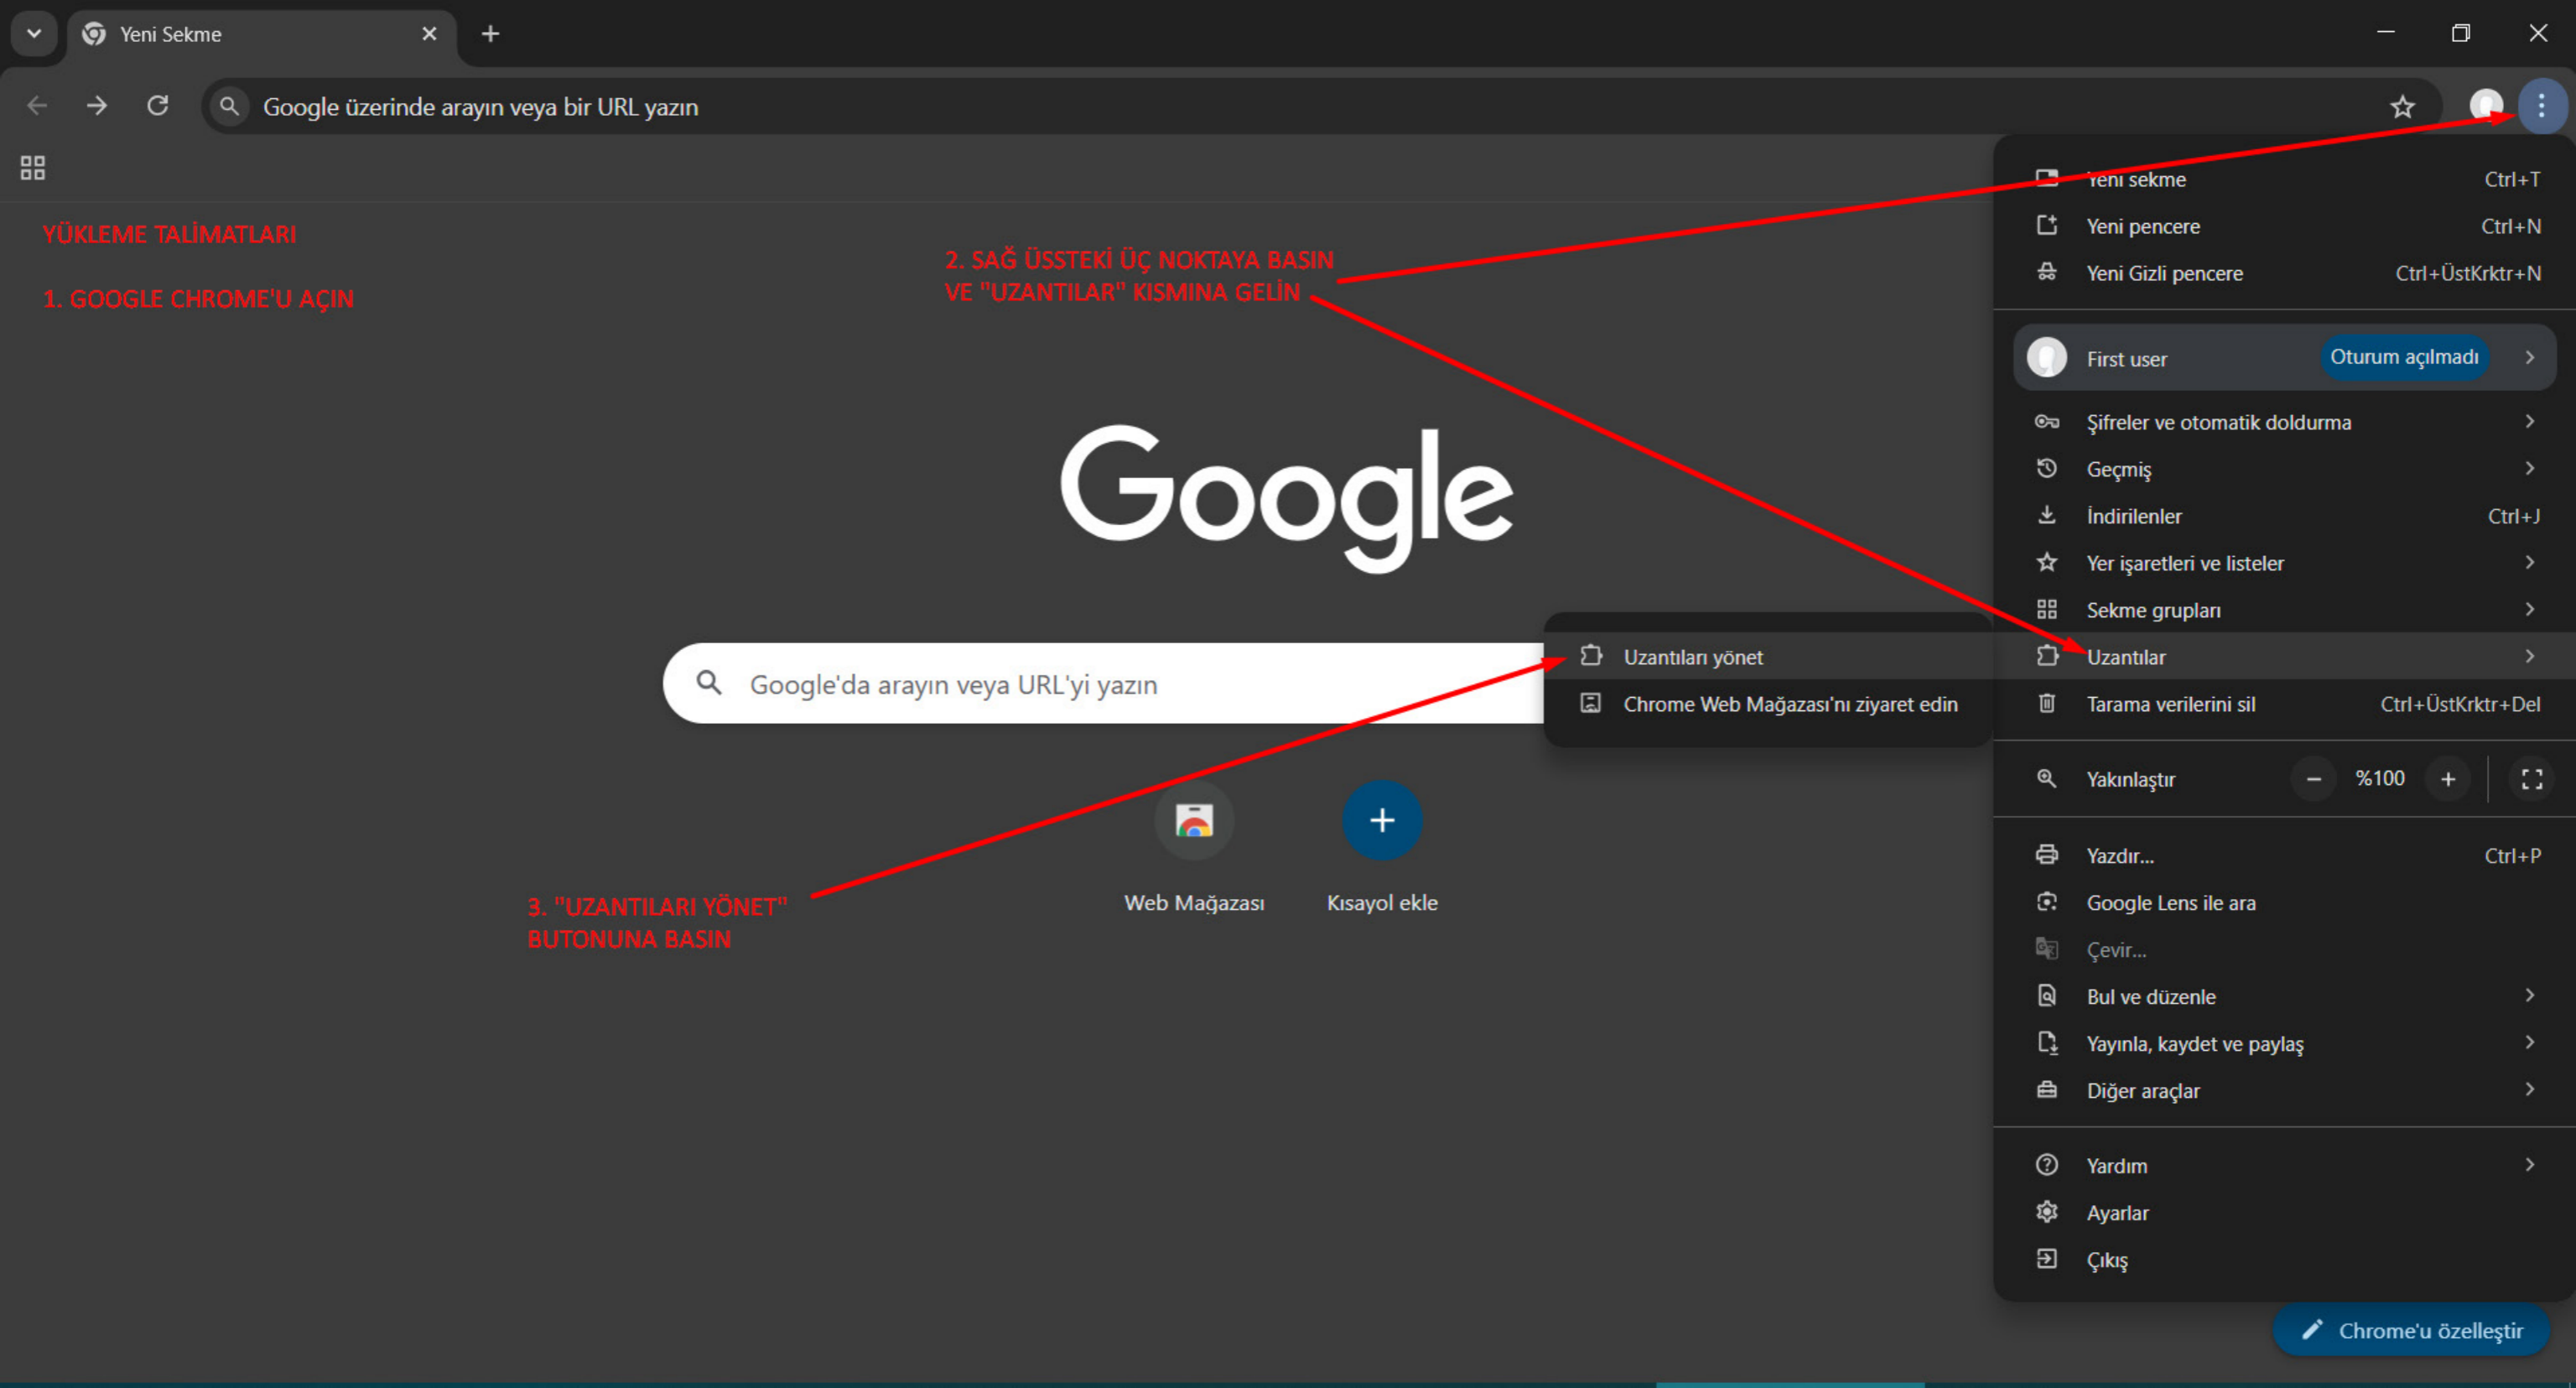 Yeni Sekme
Google üzerinde arayın veya bir URL yazın
YÜKLEME TALİMATLARI
1. GOOGLE CHROME'U AÇIN
2. SAĞ ÜSSTEKİ ÜÇ NOKTAYA BASIN
VE "UZANTILAR" KISMINA GELİN
Google
Google'da arayın veya URL'yi yazın
Web Mağazası
Kısayol ekle
3. "UZANTILARI YÖNET"
BUTONUNA BASIN
Uzantıları yönet
Chrome Web Mağazası'nı ziyaret edin
Yeni sekme Ctrl+T
Yeni pencere Ctrl+N
Yeni Gizli pencere Ctrl+ÜstKrktr+N
First user Oturum açılmadı
Şifreler ve otomatik doldurma
Geçmiş
İndirilenler Ctrl+J
Yer işaretleri ve listeler
Sekme grupları
Uzantılar
Tarama verilerini sil Ctrl+ÜstKrktr+Del
Yakınlaştır - %100 +
Yazdır... Ctrl+P
Google Lens ile ara
Çevir...
Bul ve düzenle
Yayınla, kaydet ve paylaş
Diğer araçlar
Yardım
Ayarlar
Çıkış
Chrome'u özelleştir